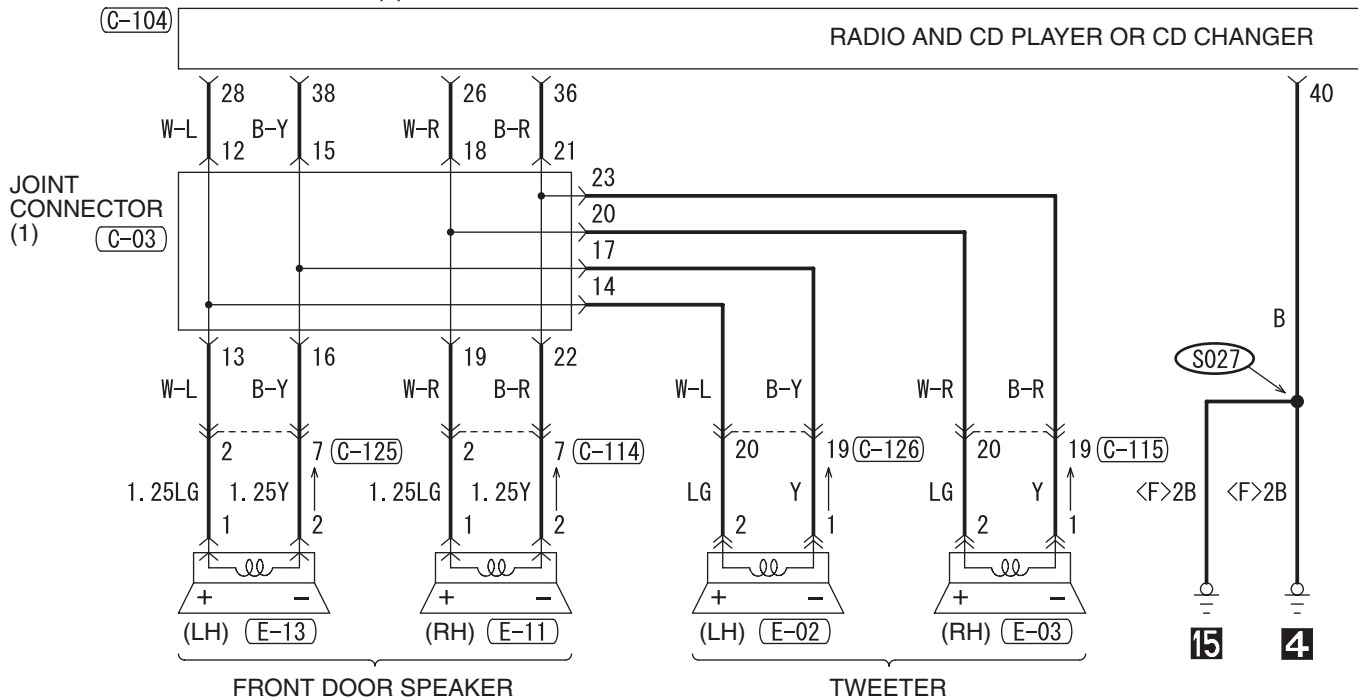 C-104
RADIO AND CD PLAYER OR CD CHANGER
28 38 26 36 40
W-L B-Y W-R B-R
12 15 18 21
JOINT
CONNECTOR
(1)
C-03
23
20
17
14
B
S027
13 16 19 22
W-L B-Y W-R B-R W-L B-Y W-R B-R
2 7 C-125 2 7 C-114 20 19 C-126 20 19 C-115
1.25LG 1.25Y 1.25LG 1.25Y LG Y LG Y <F>2B <F>2B
1 2 1 2 2 1 2 1
+ − + − + − + −
(LH) E-13 (RH) E-11 (LH) E-02 (RH) E-03 15 4
FRONT DOOR SPEAKER TWEETER